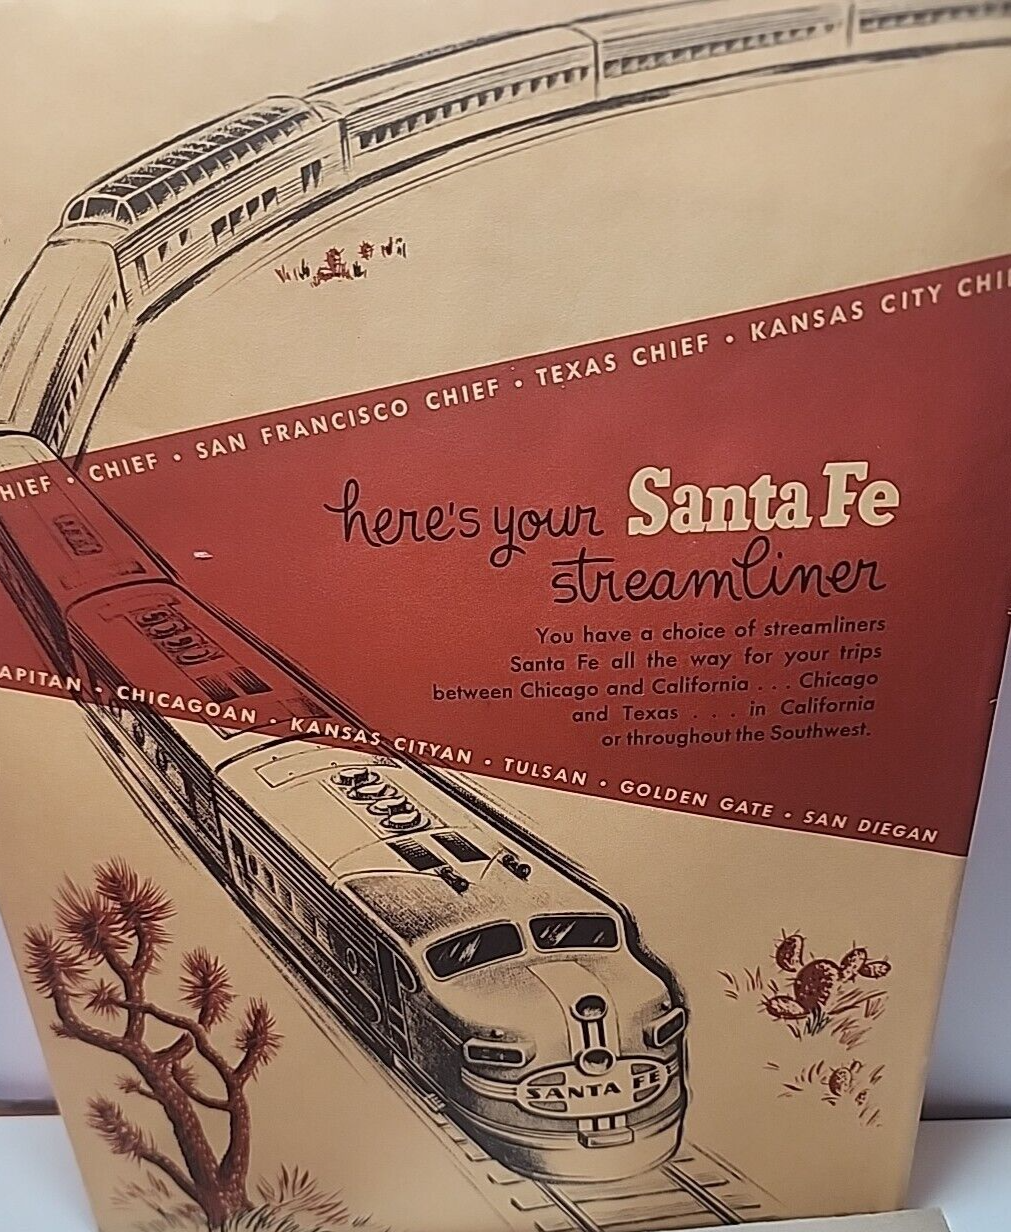 HIEF • CHIEF • SAN FRANCISCO CHIEF • TEXAS CHIEF • KANSAS CITY CHIE
here's your Santa Fe
streamliner
You have a choice of streamliners
Santa Fe all the way for your trips
between Chicago and California . . . Chicago
and Texas . . . in California
or throughout the Southwest.
APITAN • CHICAGOAN • KANSAS CITYAN • TULSAN • GOLDEN GATE • SAN DIEGAN
SANTA FE